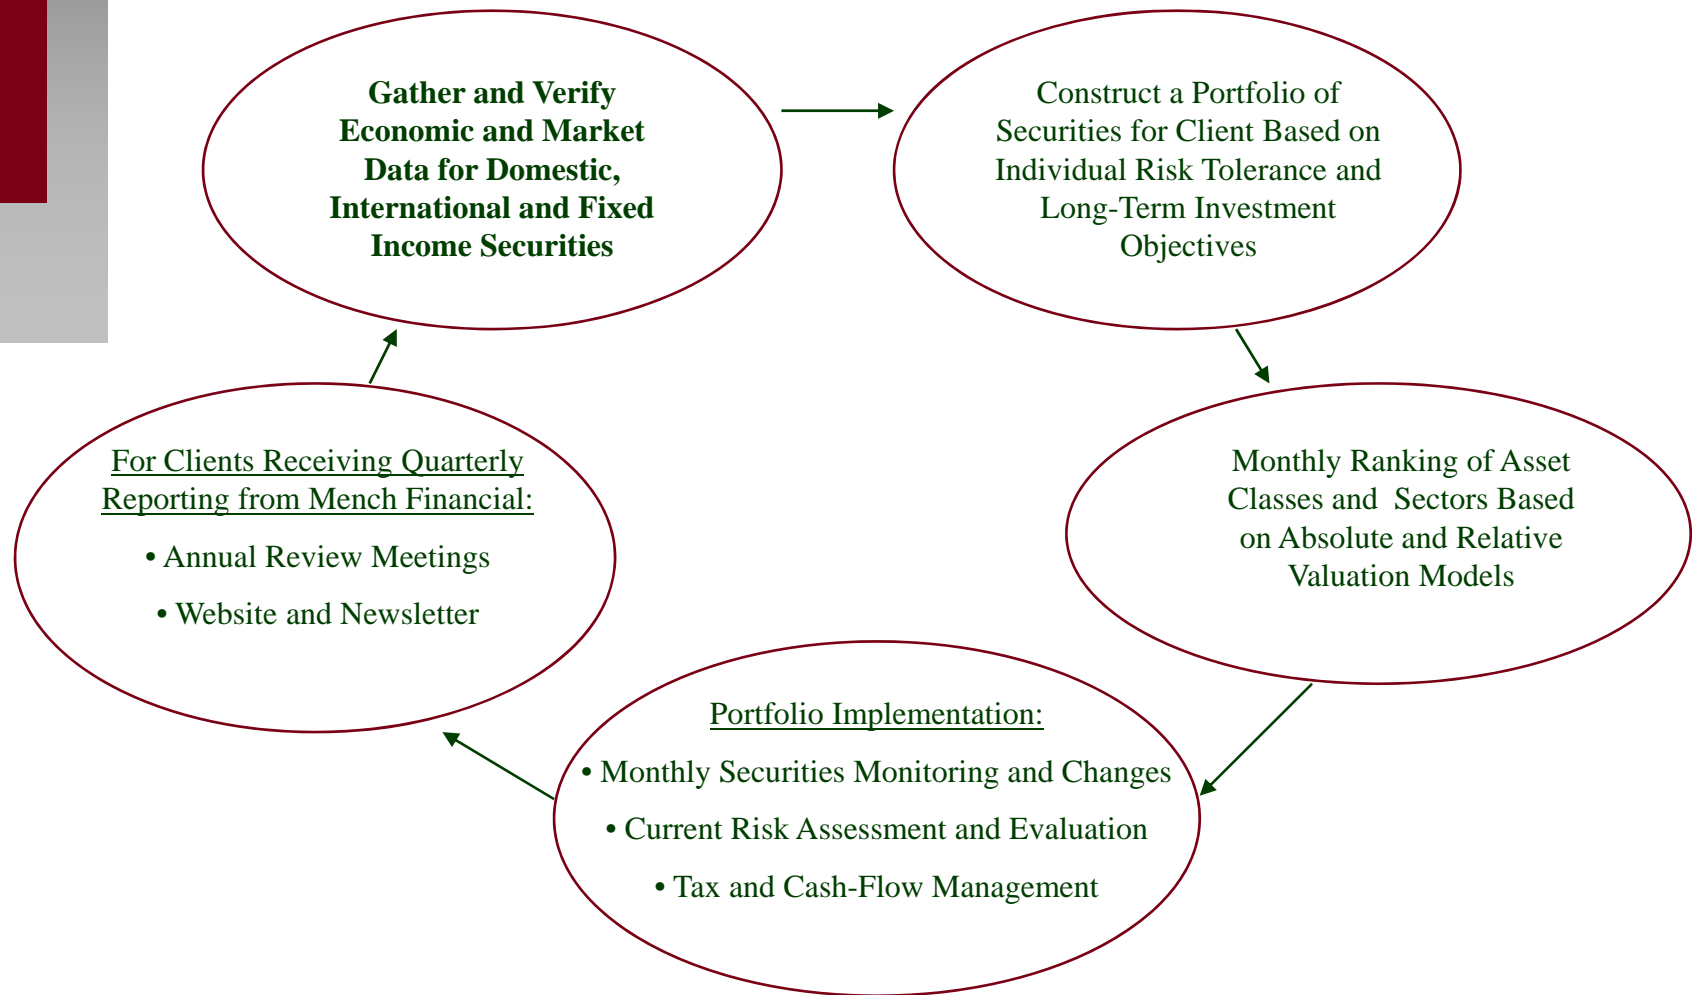 Gather and Verify
Economic and Market
Data for Domestic,
International and Fixed
Income Securities
Construct a Portfolio of
Securities for Client Based on
Individual Risk Tolerance and
Long-Term Investment
Objectives
Monthly Ranking of Asset
Classes and  Sectors Based
on Absolute and Relative
Valuation Models
Portfolio Implementation:
• Monthly Securities Monitoring and Changes
• Current Risk Assessment and Evaluation
• Tax and Cash-Flow Management
For Clients Receiving Quarterly
Reporting from Mench Financial:
• Annual Review Meetings
• Website and Newsletter